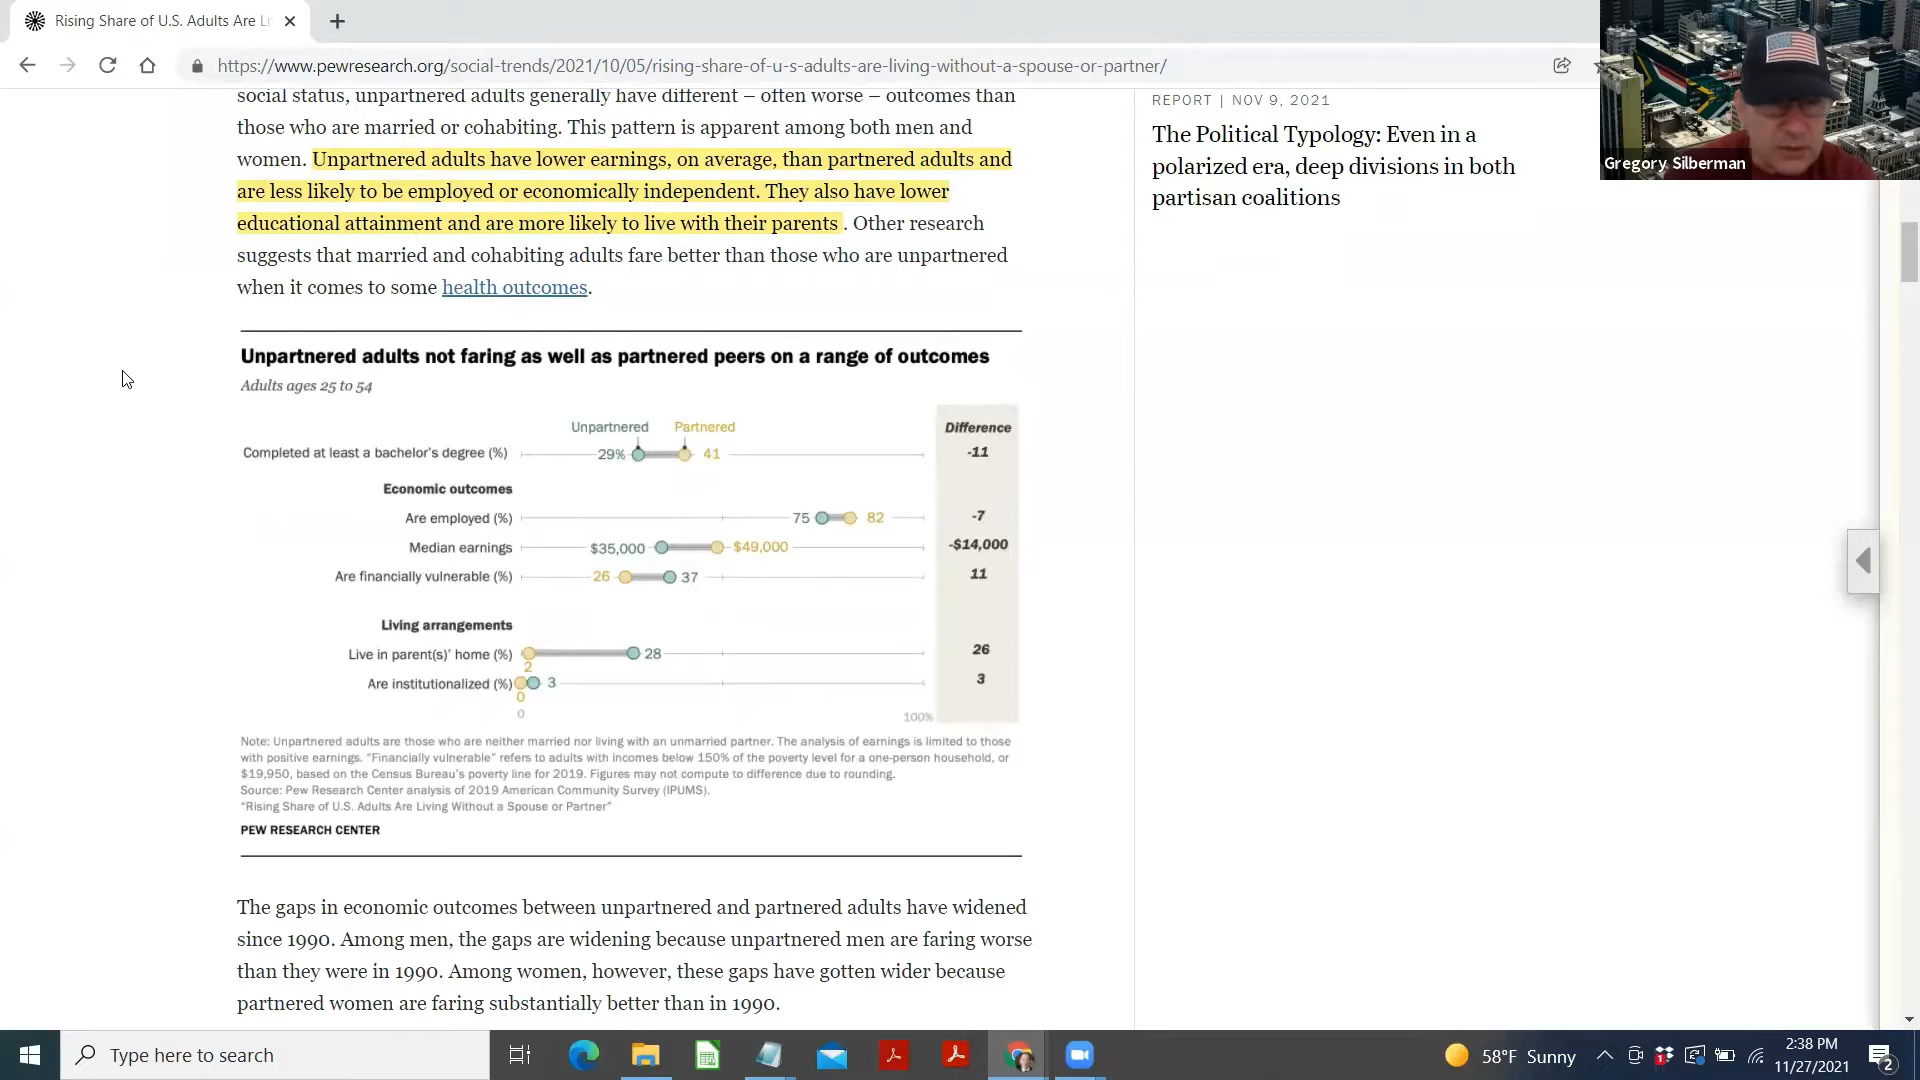 Rising Share of U.S. Adults Are Li
https://www.pewresearch.org/social-trends/2021/10/05/rising-share-of-u-s-adults-are-living-without-a-spouse-or-partner/
Gregory Silberman
social status, unpartnered adults generally have different – often worse – outcomes than
those who are married or cohabiting. This pattern is apparent among both men and
women. Unpartnered adults have lower earnings, on average, than partnered adults and
are less likely to be employed or economically independent. They also have lower
educational attainment and are more likely to live with their parents . Other research
suggests that married and cohabiting adults fare better than those who are unpartnered
when it comes to some health outcomes.
REPORT | NOV 9, 2021
The Political Typology: Even in a
polarized era, deep divisions in both
partisan coalitions
Unpartnered adults not faring as well as partnered peers on a range of outcomes
Adults ages 25 to 54
Unpartnered Partnered Difference
Completed at least a bachelor's degree (%) 29% 41 -11
Economic outcomes
Are employed (%) 75 82 -7
Median earnings $35,000 $49,000 -$14,000
Are financially vulnerable (%) 26 37 11
Living arrangements
Live in parent(s)' home (%) 2 28 26
Are institutionalized (%) 0 3 3
0 100%
Note: Unpartnered adults are those who are neither married nor living with an unmarried partner. The analysis of earnings is limited to those
with positive earnings. “Financially vulnerable” refers to adults with incomes below 150% of the poverty level for a one-person household, or
$19,950, based on the Census Bureau's poverty line for 2019. Figures may not compute to difference due to rounding.
Source: Pew Research Center analysis of 2019 American Community Survey (IPUMS).
“Rising Share of U.S. Adults Are Living Without a Spouse or Partner”
PEW RESEARCH CENTER
The gaps in economic outcomes between unpartnered and partnered adults have widened
since 1990. Among men, the gaps are widening because unpartnered men are faring worse
than they were in 1990. Among women, however, these gaps have gotten wider because
partnered women are faring substantially better than in 1990.
Type here to search
58°F Sunny
1
2:38 PM
11/27/2021
2